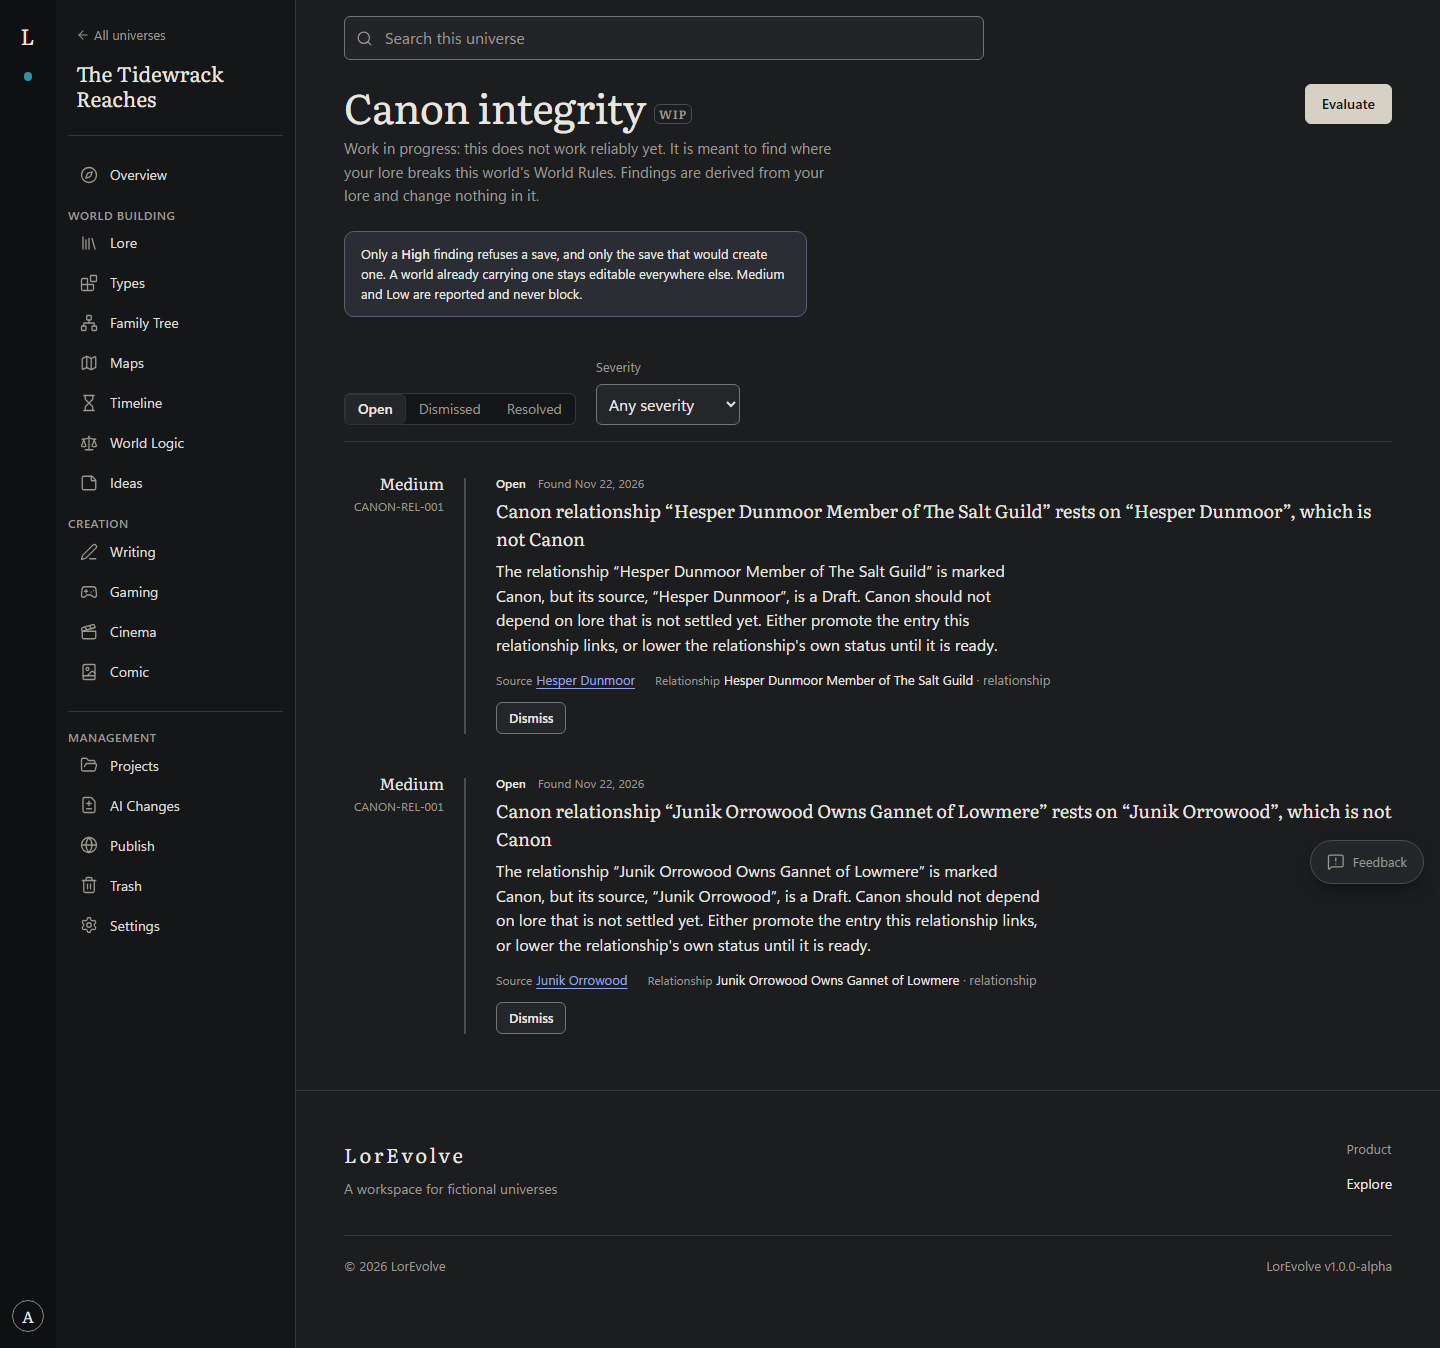 L
← All universes
The Tidewrack
Reaches
Overview
WORLD BUILDING
Lore
Types
Family Tree
Maps
Timeline
World Logic
Ideas
CREATION
Writing
Gaming
Cinema
Comic
MANAGEMENT
Projects
AI Changes
Publish
Trash
Settings
A
Search this universe
Canon integrity WIP
Evaluate
Work in progress: this does not work reliably yet. It is meant to find where
your lore breaks this world's World Rules. Findings are derived from your
lore and change nothing in it.
Only a High finding refuses a save, and only the save that would create
one. A world already carrying one stays editable everywhere else. Medium
and Low are reported and never block.
Severity
Open Dismissed Resolved Any severity
Medium
CANON-REL-001
Open Found Nov 22, 2026
Canon relationship “Hesper Dunmoor Member of The Salt Guild” rests on “Hesper Dunmoor”, which is
not Canon
The relationship “Hesper Dunmoor Member of The Salt Guild” is marked
Canon, but its source, “Hesper Dunmoor”, is a Draft. Canon should not
depend on lore that is not settled yet. Either promote the entry this
relationship links, or lower the relationship's own status until it is ready.
Source Hesper Dunmoor Relationship Hesper Dunmoor Member of The Salt Guild · relationship
Dismiss
Medium
CANON-REL-001
Open Found Nov 22, 2026
Canon relationship “Junik Orrowood Owns Gannet of Lowmere” rests on “Junik Orrowood”, which is not
Canon
The relationship “Junik Orrowood Owns Gannet of Lowmere” is marked
Canon, but its source, “Junik Orrowood”, is a Draft. Canon should not depend
on lore that is not settled yet. Either promote the entry this relationship links,
or lower the relationship's own status until it is ready.
Source Junik Orrowood Relationship Junik Orrowood Owns Gannet of Lowmere · relationship
Dismiss
Feedback
LorEvolve
A workspace for fictional universes
Product
Explore
© 2026 LorEvolve
LorEvolve v1.0.0-alpha